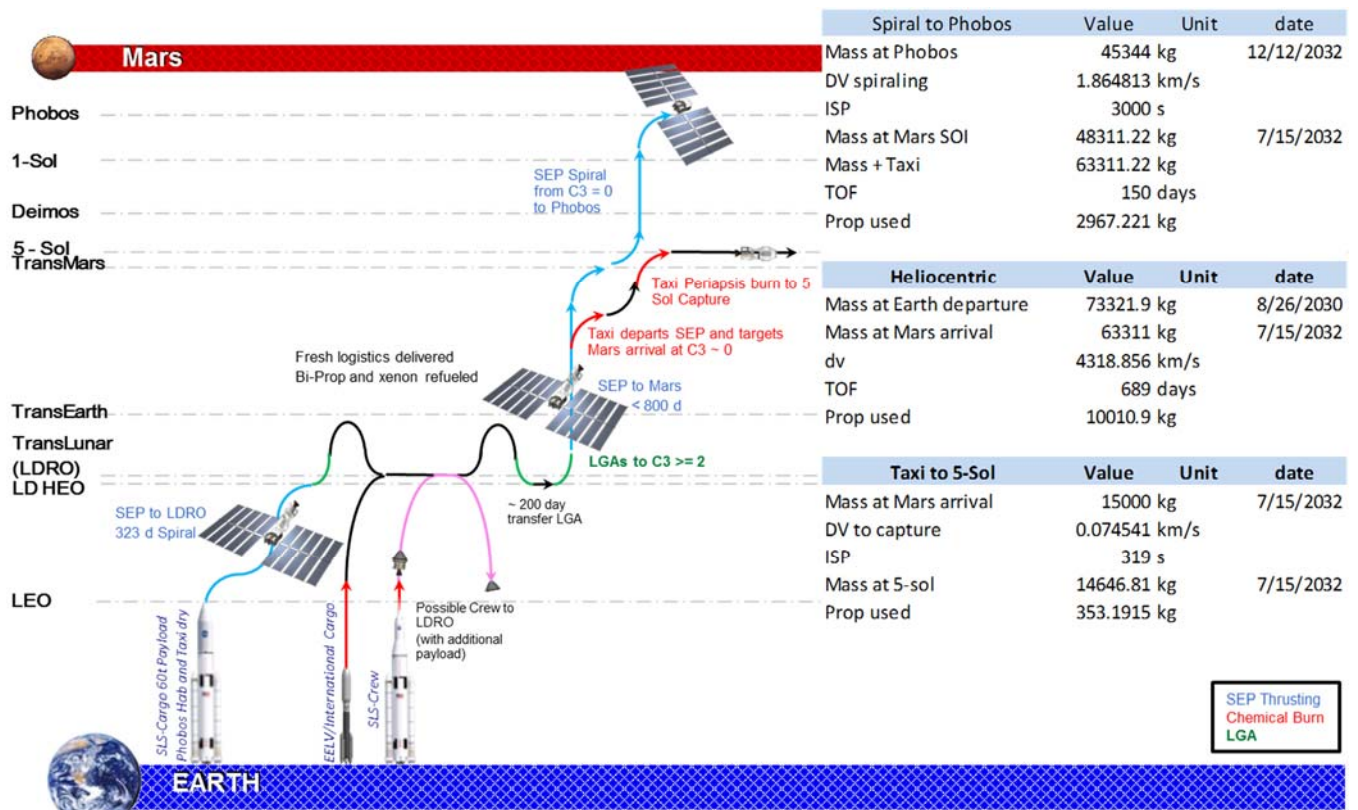 Mars
Phobos
1-Sol
Deimos
5 - Sol
TransMars
TransEarth
TransLunar
(LDRO)
LD HEO
LEO
EARTH
SEP Spiral
from C3 = 0
to Phobos
Taxi Periapsis burn to 5
Sol Capture
Taxi departs SEP and targets
Mars arrival at C3 ~ 0
Fresh logistics delivered
Bi-Prop and xenon refueled
SEP to Mars
< 800 d
LGAs to C3 >= 2
~ 200 day
transfer LGA
SEP to LDRO
323 d Spiral
Possible Crew to
LDRO
(with additional
payload)
SLS-Cargo 60t Payload
Phobos Hab and Taxi dry
EELV/International Cargo
SLS-Crew
Spiral to Phobos Value Unit date
Mass at Phobos 45344 kg 12/12/2032
DV spiraling 1.864813 km/s
ISP 3000 s
Mass at Mars SOI 48311.22 kg 7/15/2032
Mass + Taxi 63311.22 kg
TOF 150 days
Prop used 2967.221 kg
Heliocentric Value Unit date
Mass at Earth departure 73321.9 kg 8/26/2030
Mass at Mars arrival 63311 kg 7/15/2032
dv 4318.856 km/s
TOF 689 days
Prop used 10010.9 kg
Taxi to 5-Sol Value Unit date
Mass at Mars arrival 15000 kg 7/15/2032
DV to capture 0.074541 km/s
ISP 319 s
Mass at 5-sol 14646.81 kg 7/15/2032
Prop used 353.1915 kg
SEP Thrusting
Chemical Burn
LGA